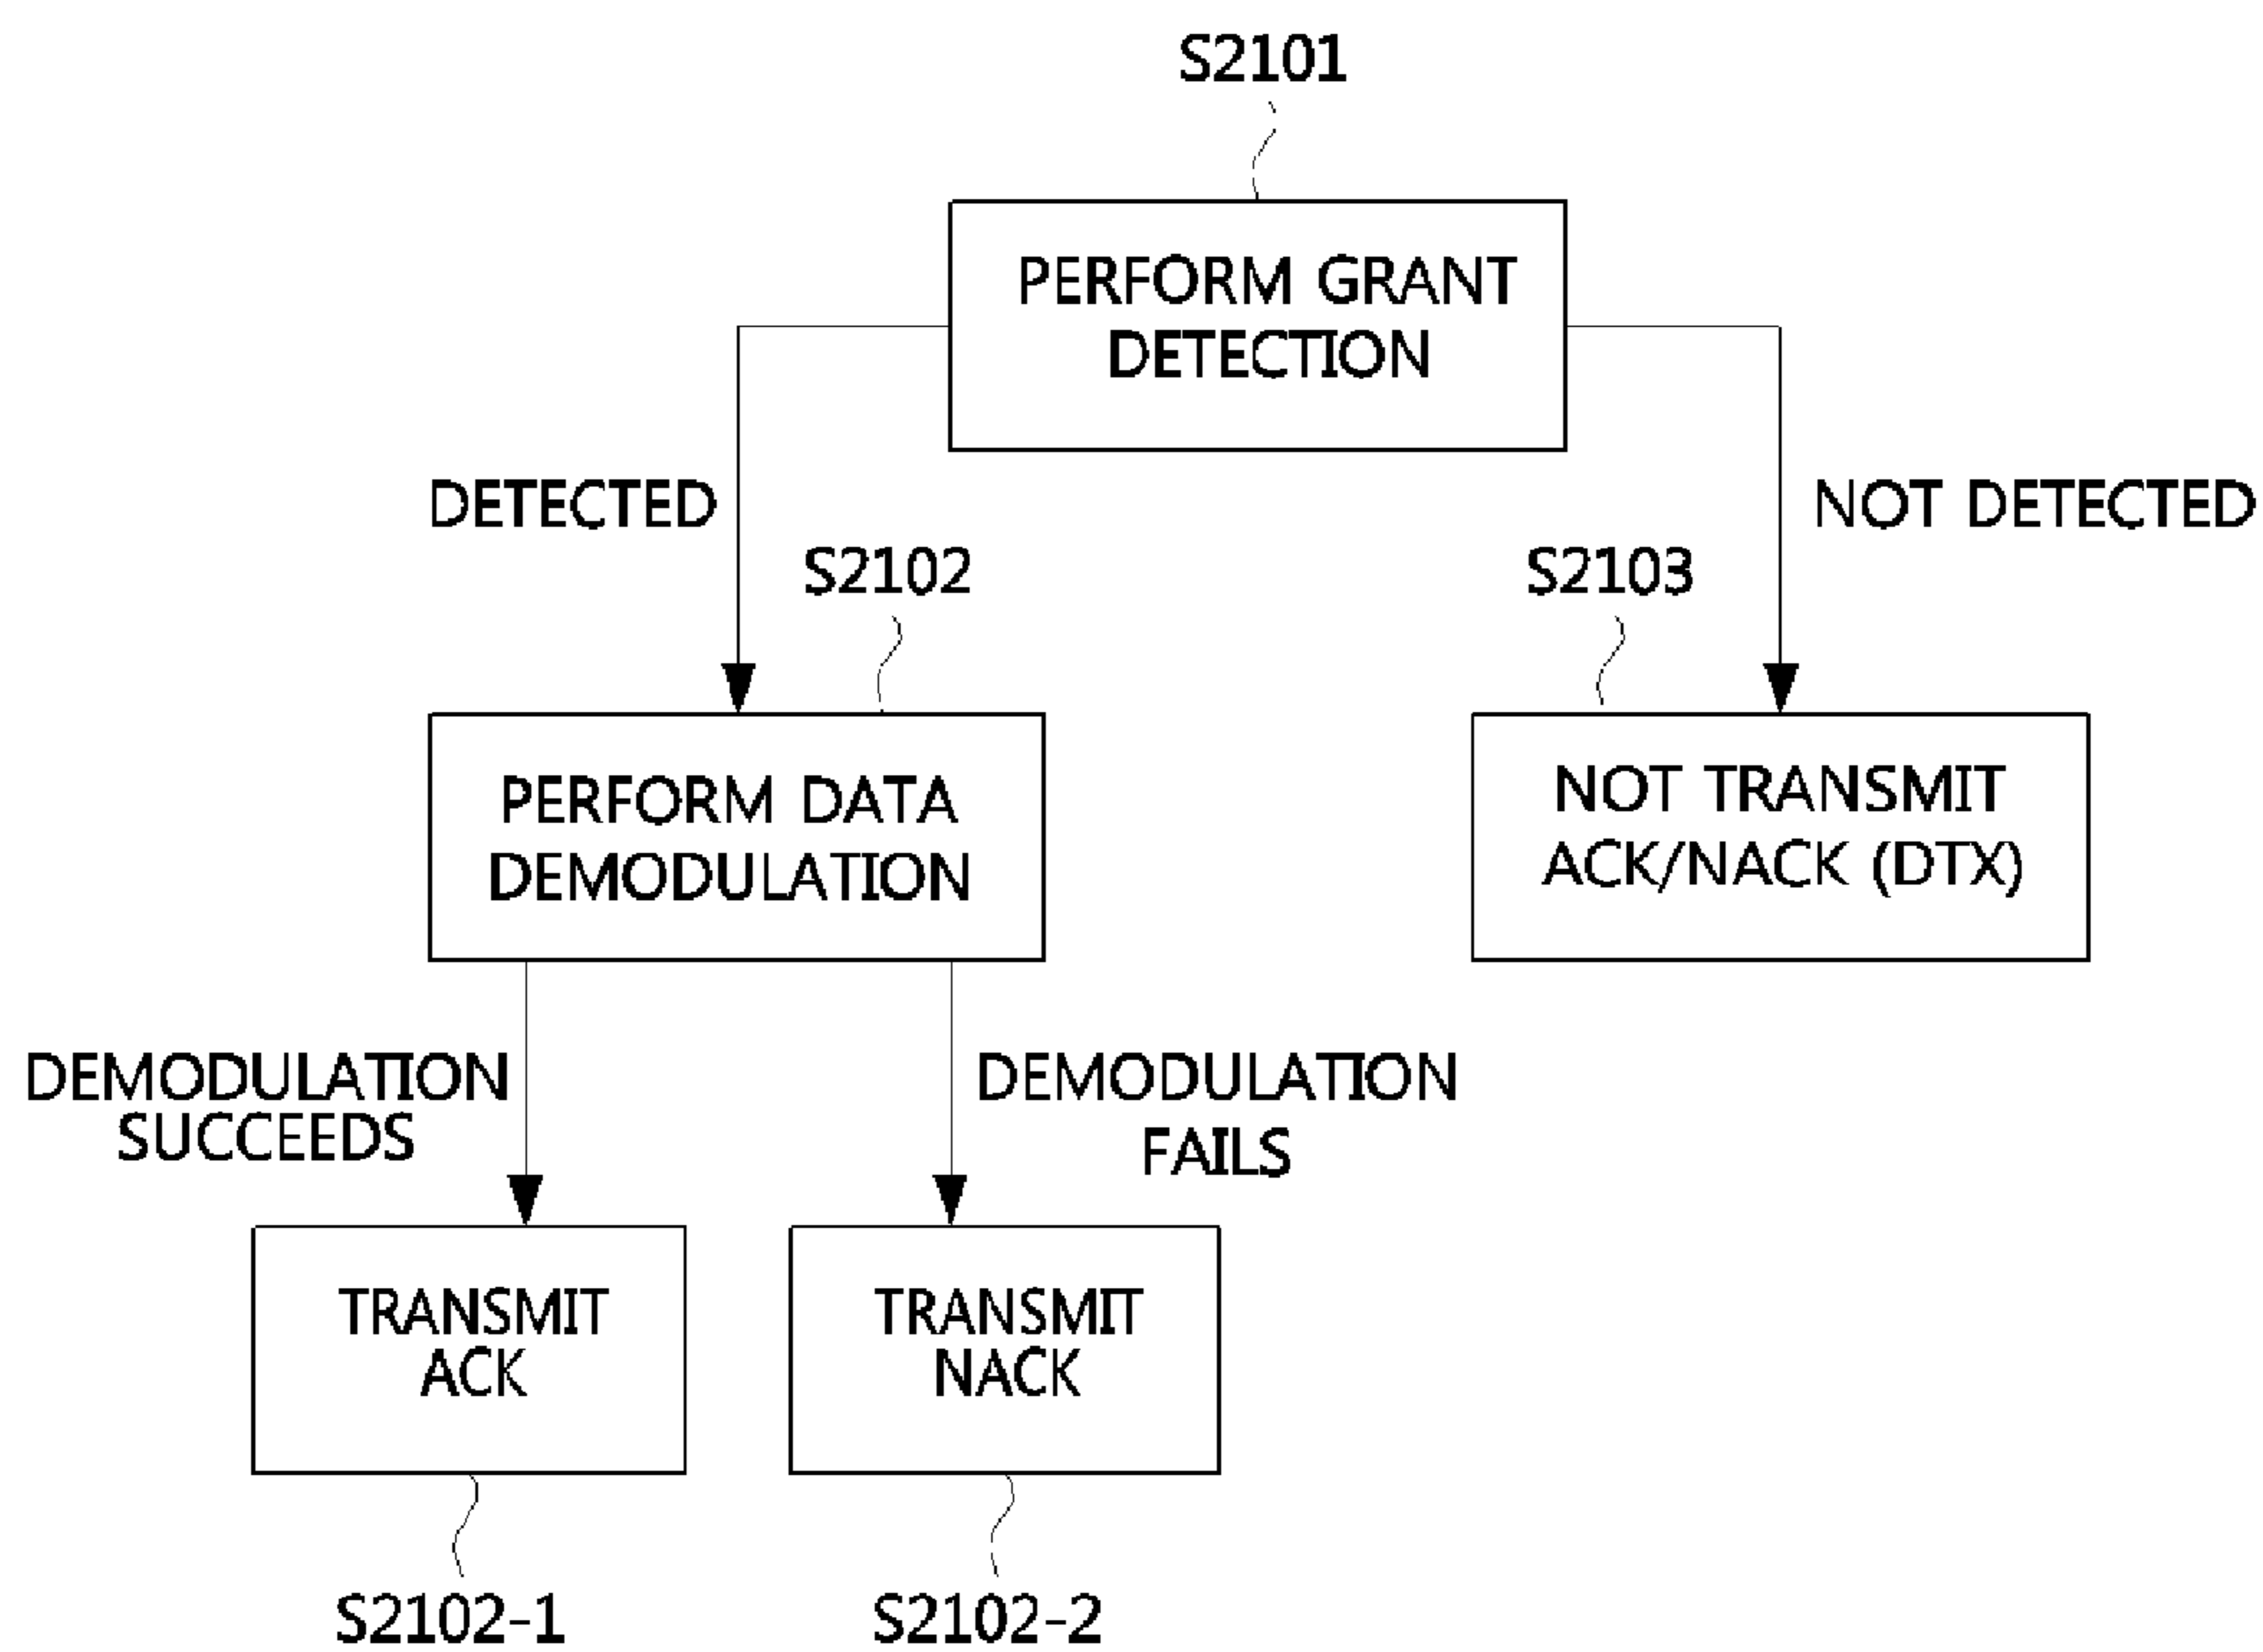 S2101
PERFORM GRANT
DETECTION
DETECTED
NOT DETECTED
S2102
S2103
PERFORM DATA
DEMODULATION
NOT TRANSMIT
ACK/NACK (DTX)
DEMODULATION
SUCCEEDS
DEMODULATION
FAILS
TRANSMIT
ACK
TRANSMIT
NACK
S2102-1
S2102-2